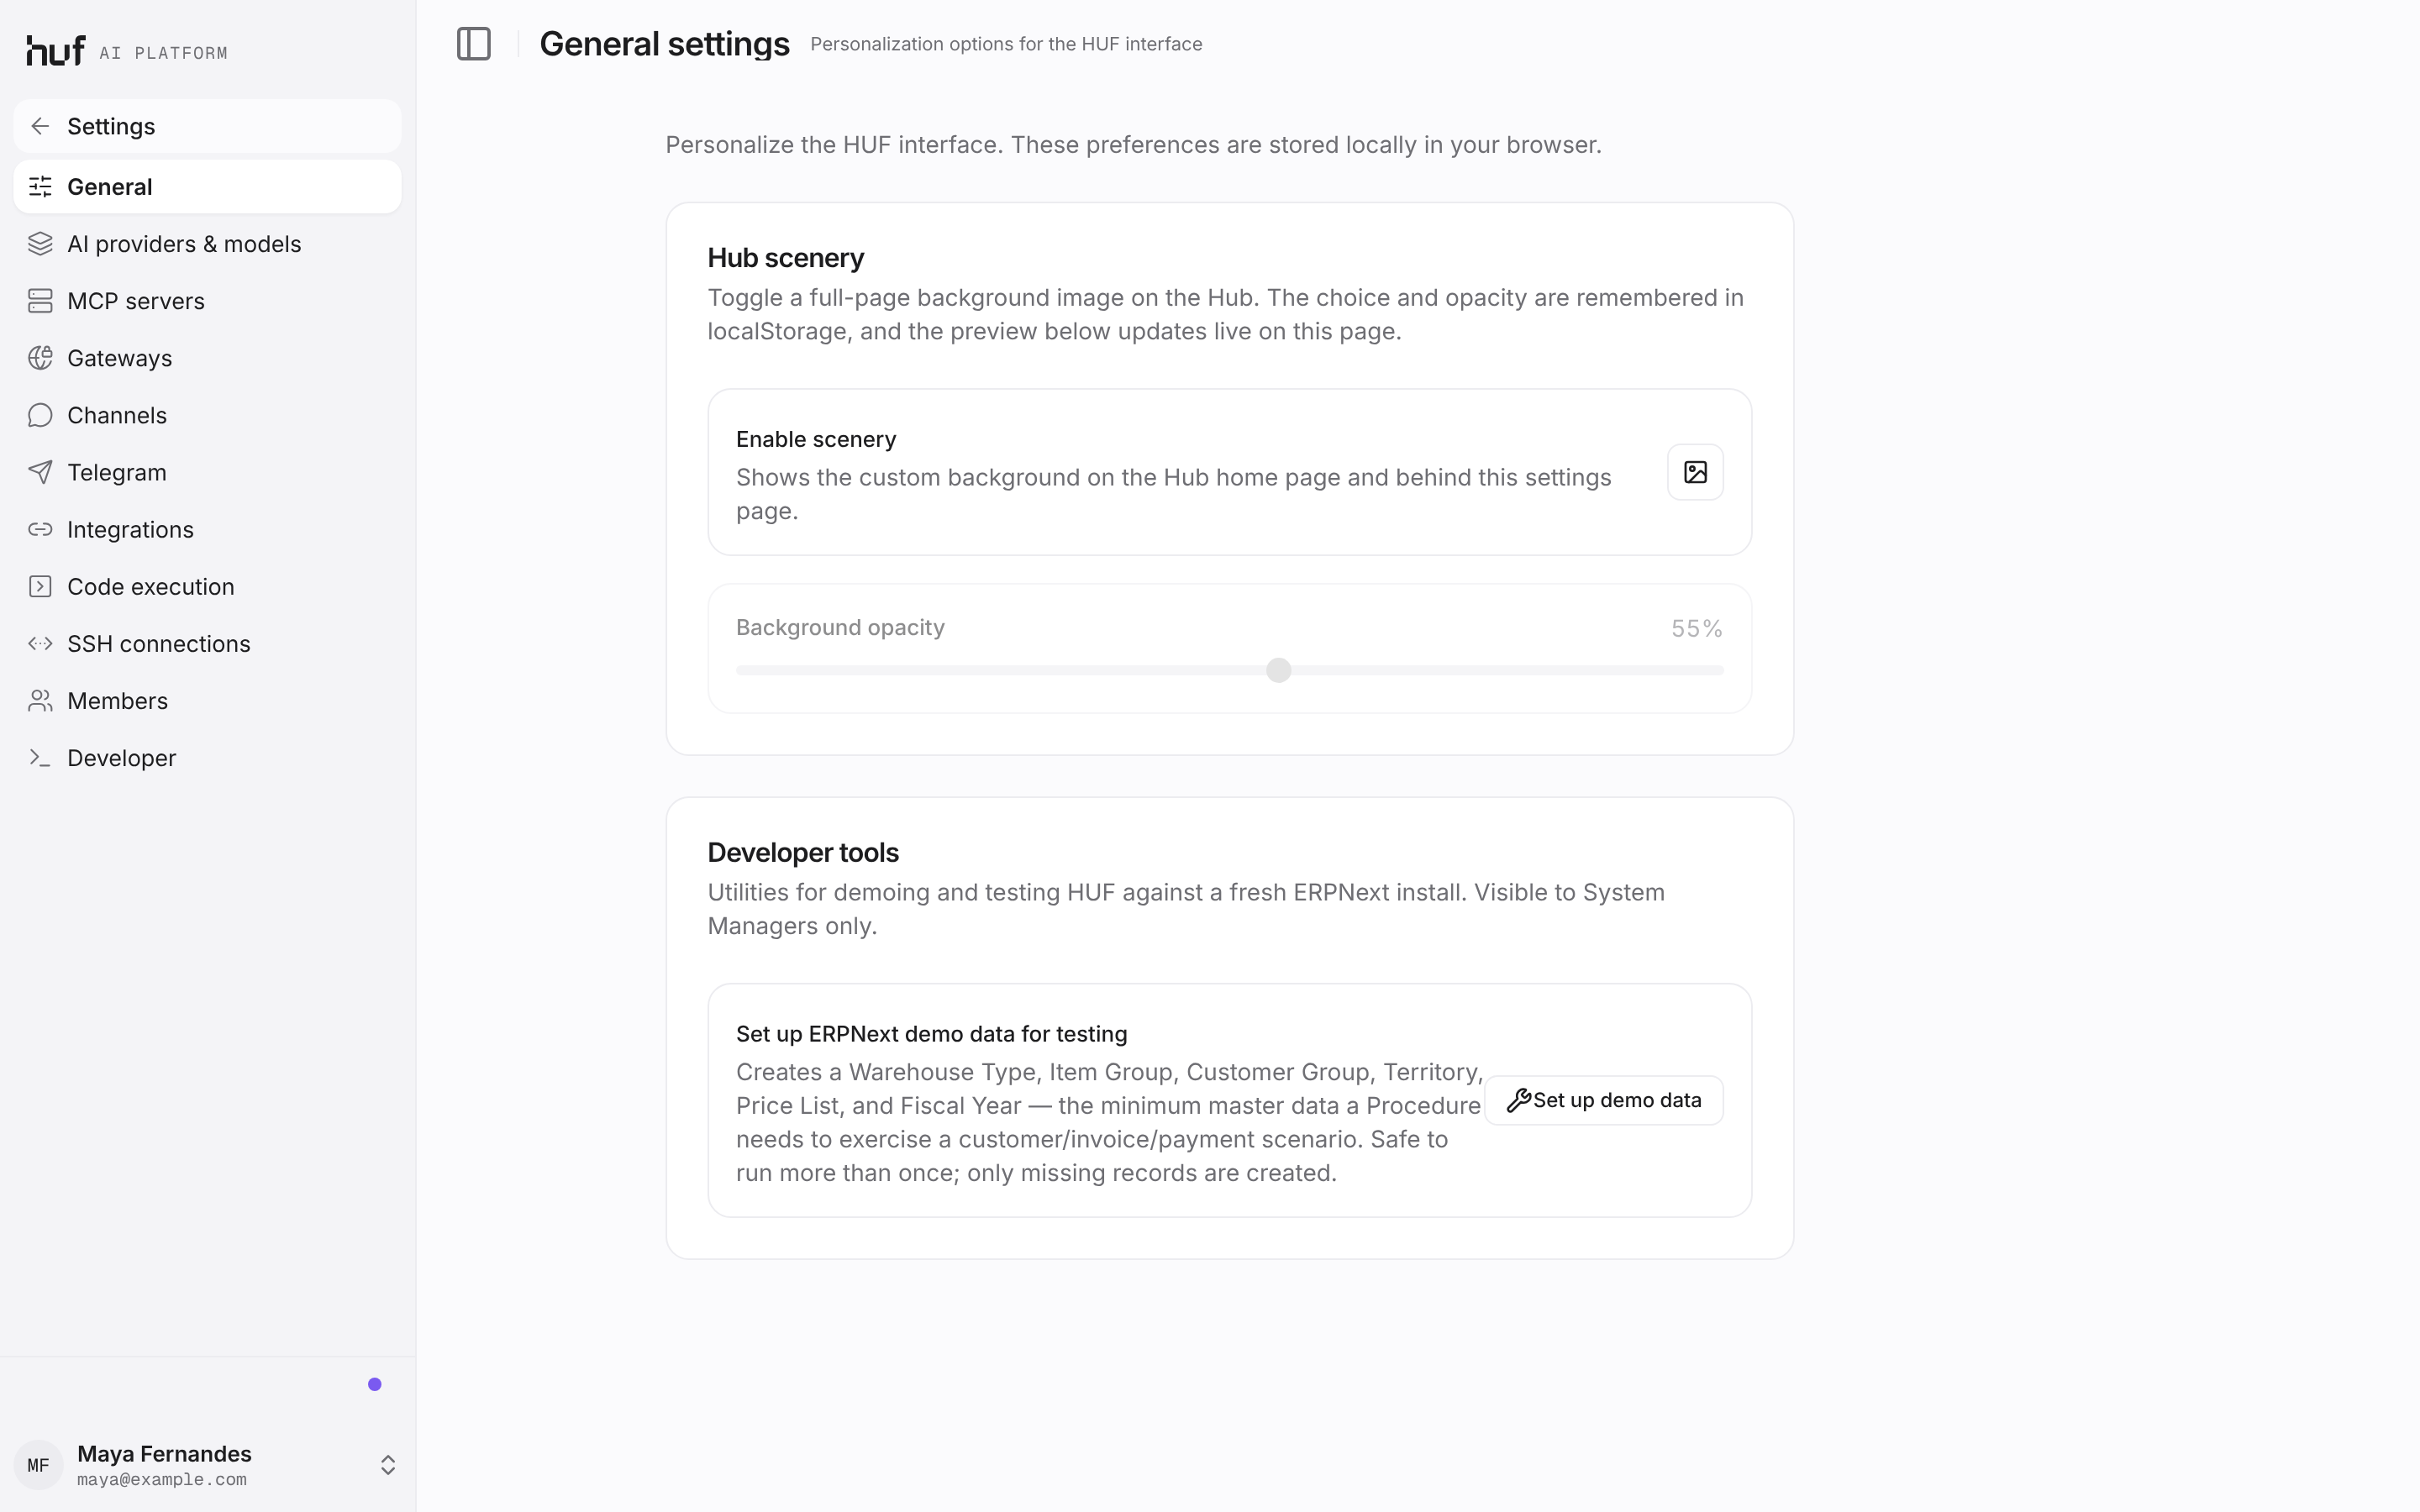 huf AI PLATFORM
Settings
General
AI providers & models
MCP servers
Gateways
Channels
Telegram
Integrations
Code execution
SSH connections
Members
Developer
MF
Maya Fernandes
maya@example.com
General settings
Personalization options for the HUF interface
Personalize the HUF interface. These preferences are stored locally in your browser.
Hub scenery
Toggle a full-page background image on the Hub. The choice and opacity are remembered in
localStorage, and the preview below updates live on this page.
Enable scenery
Shows the custom background on the Hub home page and behind this settings
page.
Background opacity
55%
Developer tools
Utilities for demoing and testing HUF against a fresh ERPNext install. Visible to System
Managers only.
Set up ERPNext demo data for testing
Creates a Warehouse Type, Item Group, Customer Group, Territory,
Price List, and Fiscal Year — the minimum master data a Procedure
needs to exercise a customer/invoice/payment scenario. Safe to
run more than once; only missing records are created.
Set up demo data